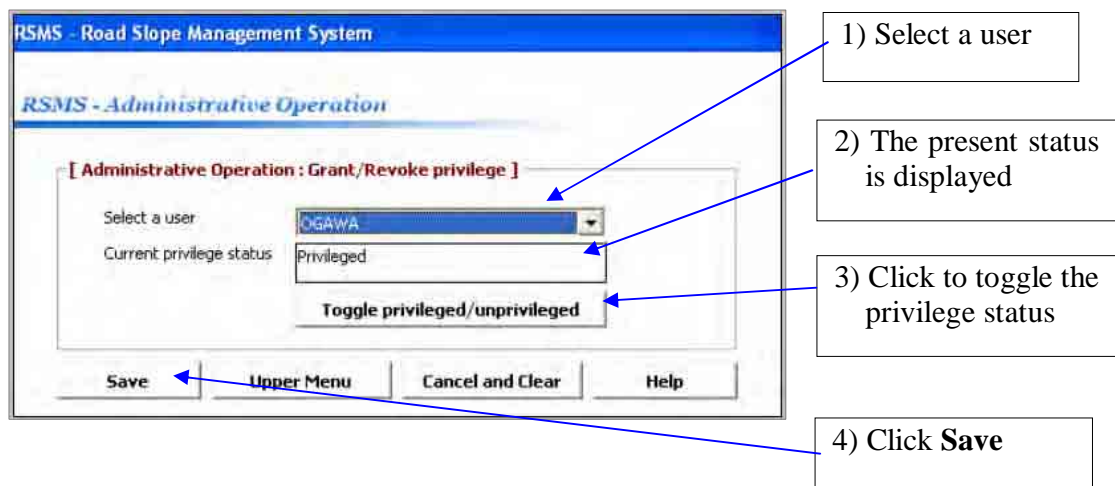 RSMS - Road Slope Management System
RSMS - Administrative Operation
[ Administrative Operation : Grant/Revoke privilege ]
Select a user
OGAWA
Current privilege status
Privileged
Toggle privileged/unprivileged
Save
Upper Menu
Cancel and Clear
Help
1) Select a user
2) The present status
is displayed
3) Click to toggle the
privilege status
4) Click Save